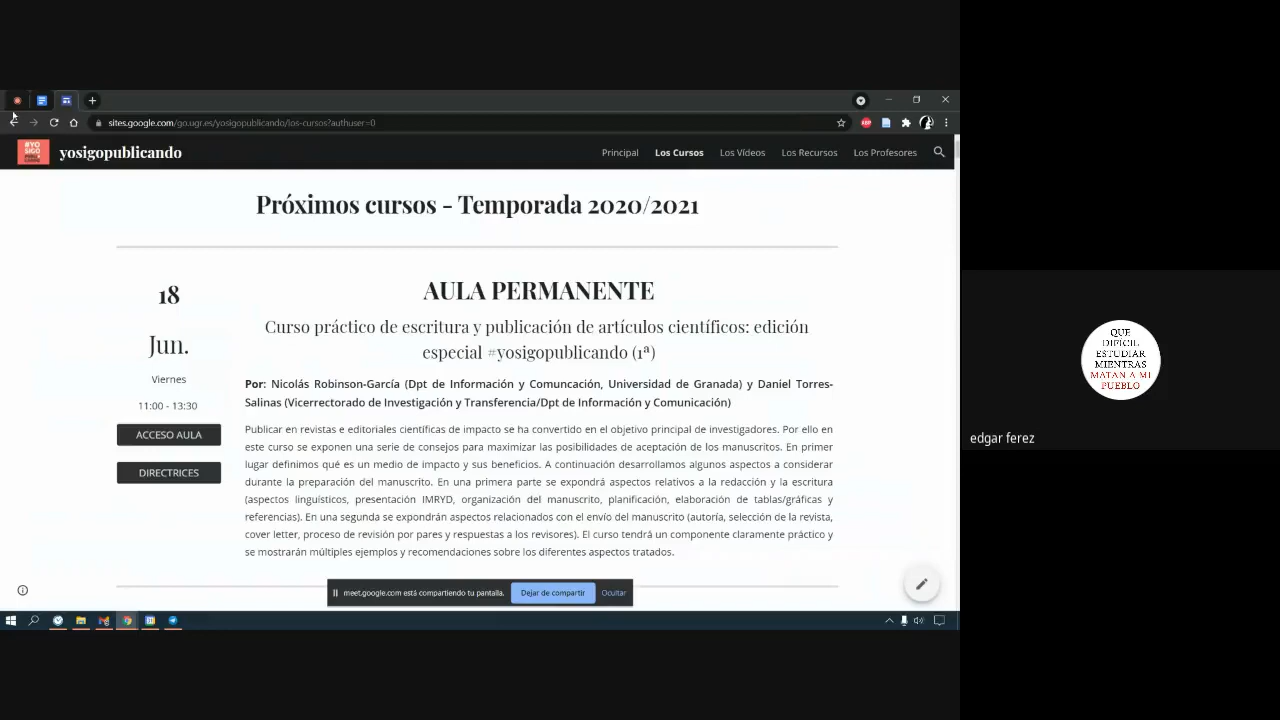 sites.google.com/go.ugr.es/yosigopublicando/los-cursos?authuser=0
#YO
SIGO
yosigopublicando
Principal
Los Cursos
Los Vídeos
Los Recursos
Los Profesores
Próximos cursos - Temporada 2020/2021
18
Jun.
Viernes
11:00 - 13:30
ACCESO AULA
DIRECTRICES
AULA PERMANENTE
Curso práctico de escritura y publicación de artículos científicos: edición
especial #yosigopublicando (1ª)
Por: Nicolás Robinson-García (Dpt de Información y Comuncación, Universidad de Granada) y Daniel Torres-
Salinas (Vicerrectorado de Investigación y Transferencia/Dpt de Información y Comunicación)
Publicar en revistas e editoriales científicas de impacto se ha convertido en el objetivo principal de investigadores. Por ello en
este curso se exponen una serie de consejos para maximizar las posibilidades de aceptación de los manuscritos. En primer
lugar definimos qué es un medio de impacto y sus beneficios. A continuación desarrollamos algunos aspectos a considerar
durante la preparación del manuscrito. En una primera parte se expondrá aspectos relativos a la redacción y la escritura
(aspectos linguísticos, presentación IMRYD, organización del manuscrito, planificación, elaboración de tablas/gráficas y
referencias). En una segunda se expondrán aspectos relacionados con el envío del manuscrito (autoría, selección de la revista,
cover letter, proceso de revisión por pares y respuestas a los revisores). El curso tendrá un componente claramente práctico y
se mostrarán múltiples ejemplos y recomendaciones sobre los diferentes aspectos tratados.
meet.google.com está compartiendo tu pantalla.
Dejar de compartir
Ocultar
QUE
DIFÍCIL
ESTUDIAR
MIENTRAS
MATAN A MI
PUEBLO
edgar ferez